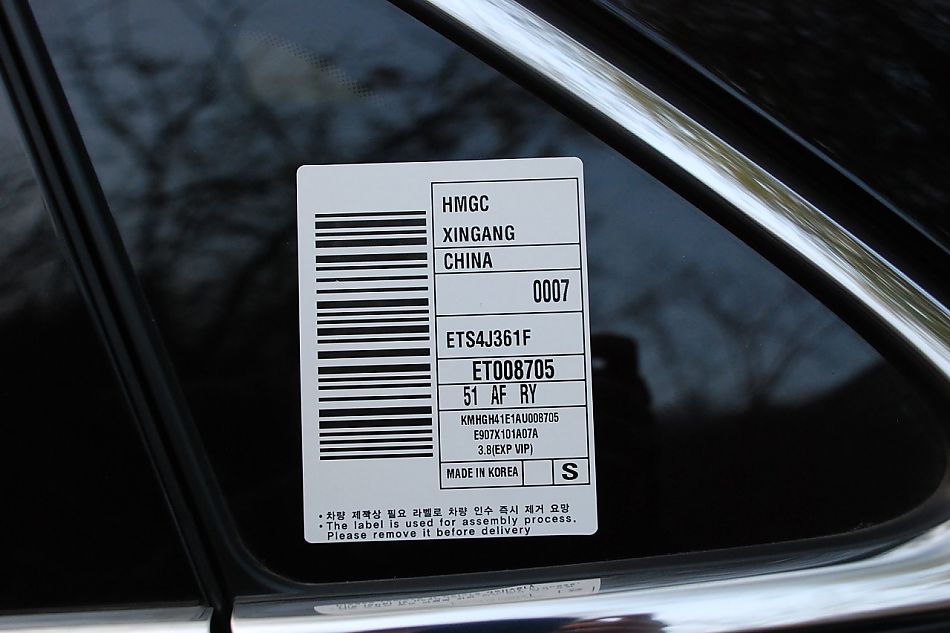 HMGC
XINGANG
CHINA
0007
ETS4J361F
ET008705
51 AF RY
KMHGH41E1AU008705
E907X101A07A
3.8(EXP VIP)
MADE IN KOREA S
• 차량 제작상 필요 라벨로 차량 인수 즉시 제거 요망
• The label is used for assembly process.
Please remove it before delivery